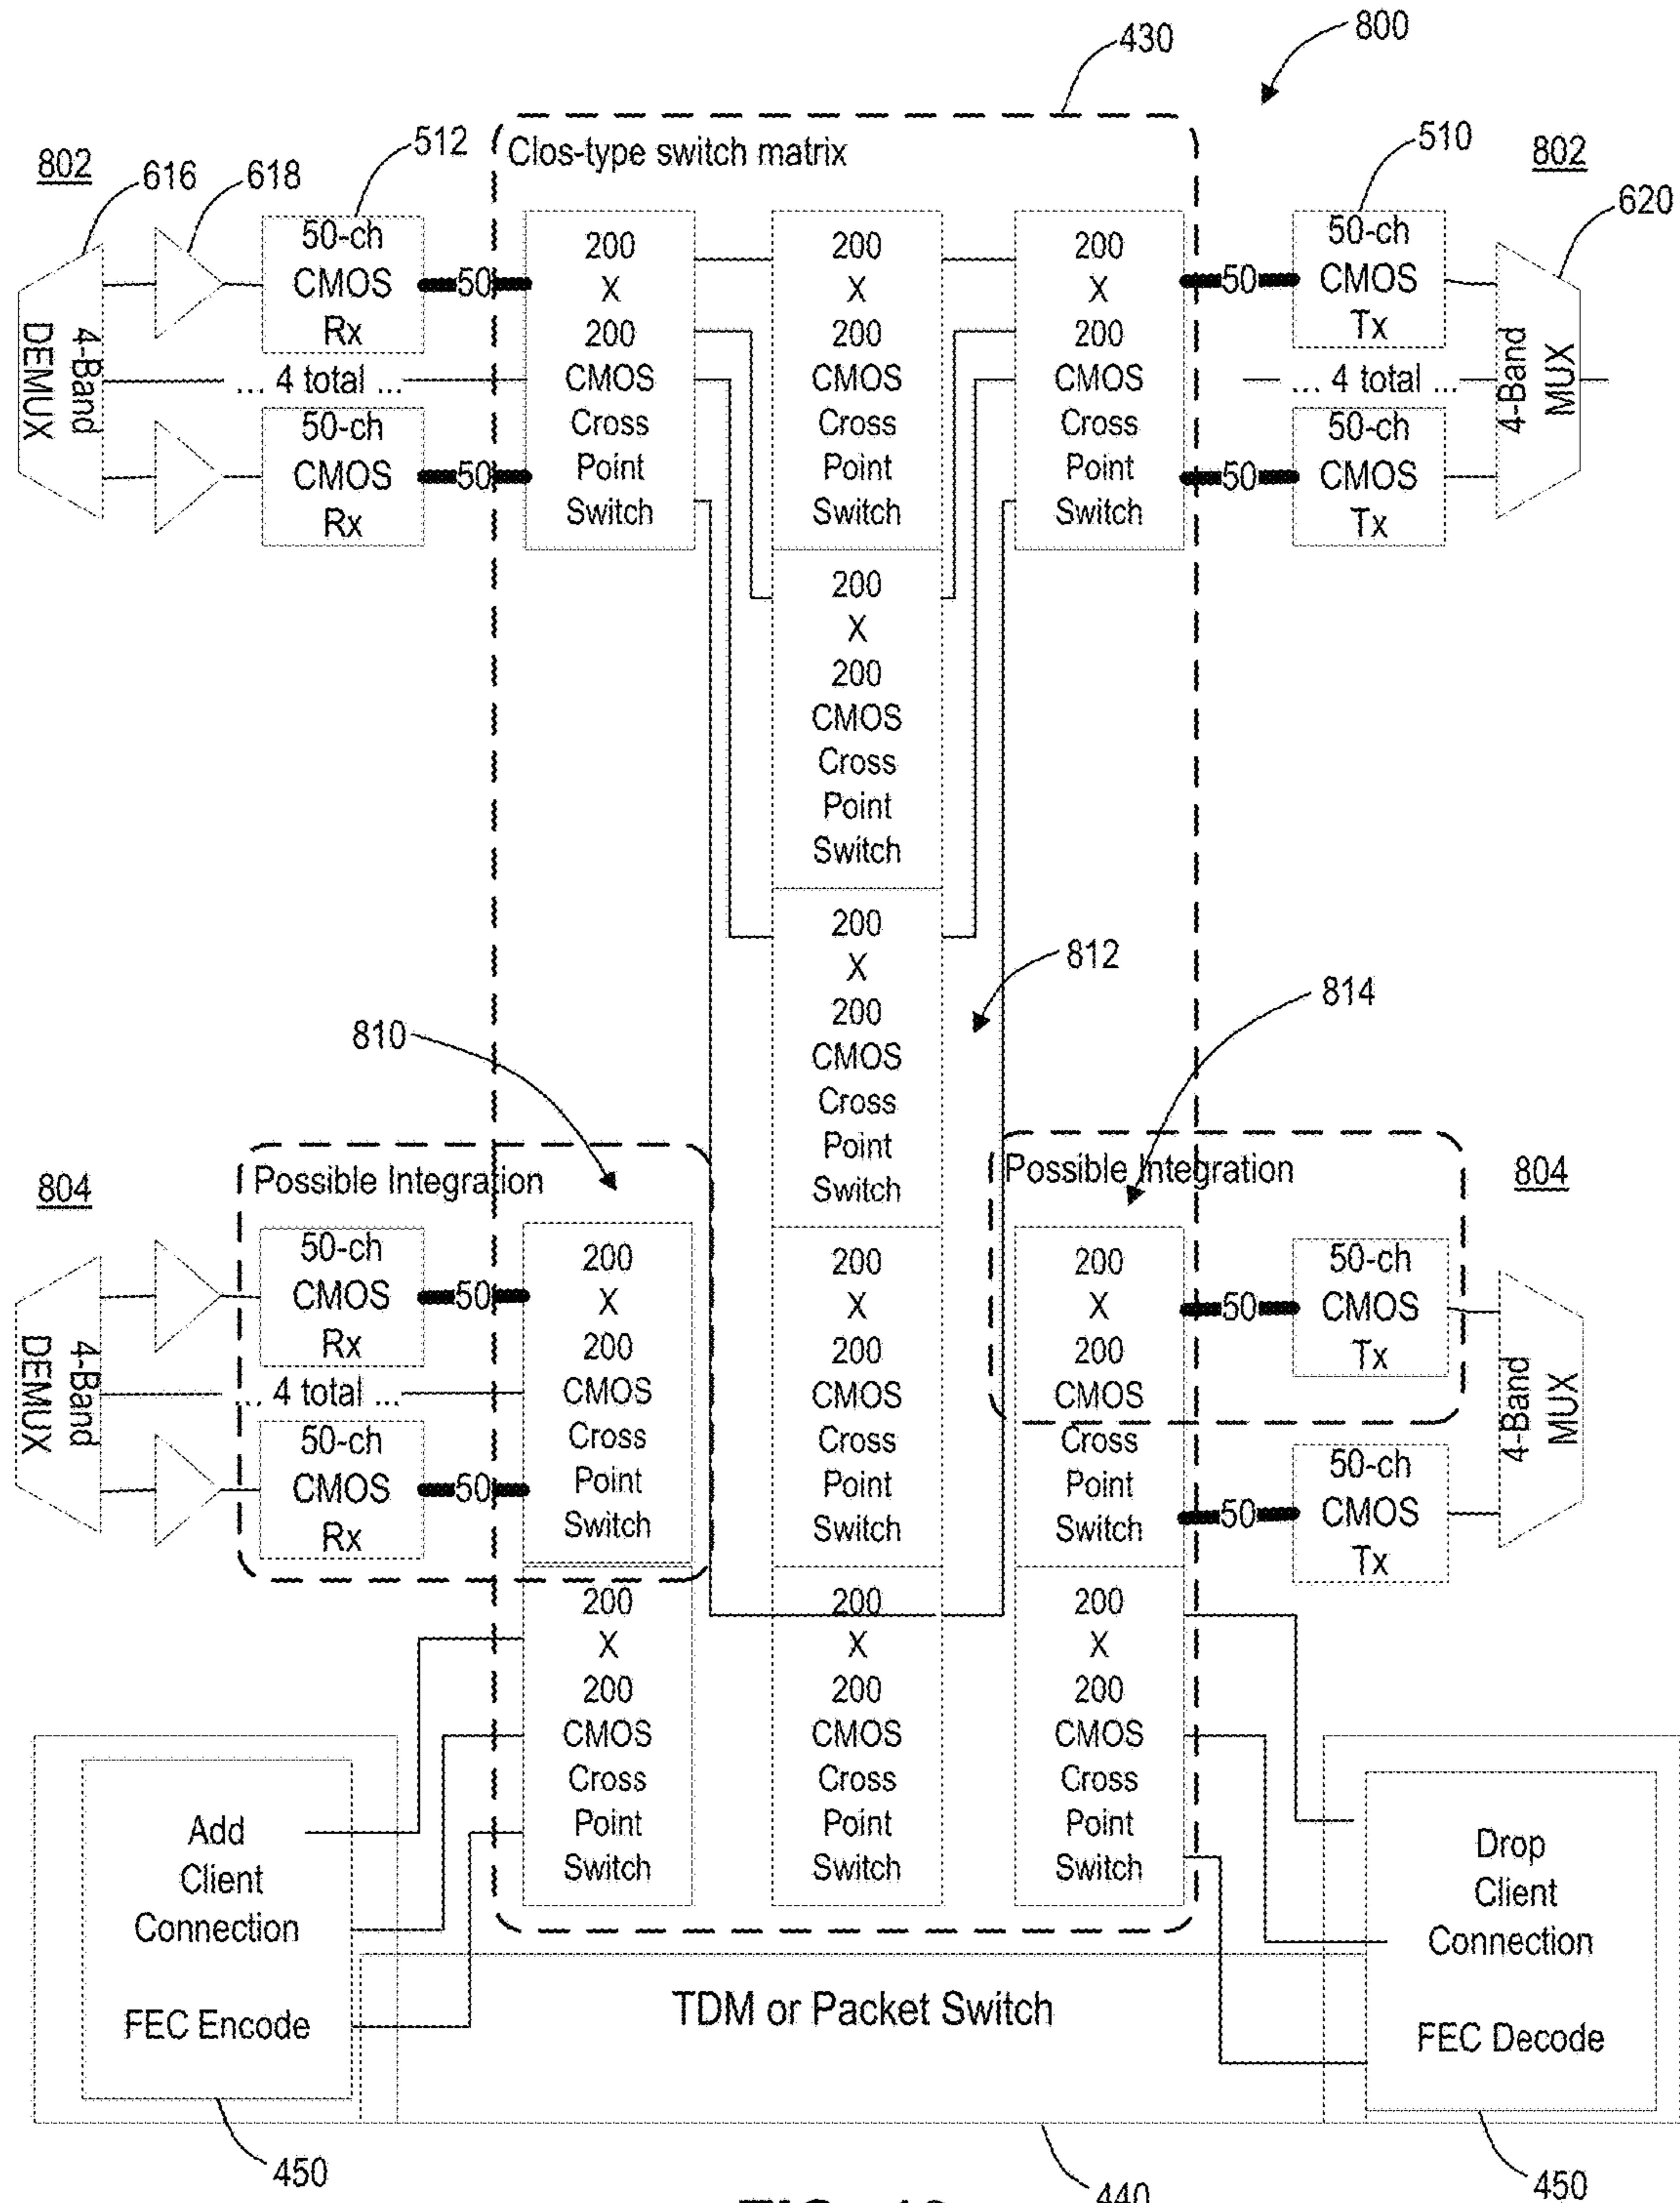 800
430
802
616
618
512
Clos-type switch matrix
510
802
620
4-Band
DEMUX
50-ch
CMOS
Rx
50
... 4 total ...
50-ch
CMOS
Rx
50
200
X
200
CMOS
Cross
Point
Switch
200
X
200
CMOS
Cross
Point
Switch
200
X
200
CMOS
Cross
Point
Switch
50
50-ch
CMOS
Tx
... 4 total ...
50
50-ch
CMOS
Tx
4-Band
MUX
200
X
200
CMOS
Cross
Point
Switch
200
X
200
CMOS
Cross
Point
Switch
812
814
810
804
Possible Integration
Possible Integration
804
4-Band
DEMUX
50-ch
CMOS
Rx
50
... 4 total ...
50-ch
CMOS
Rx
50
200
X
200
CMOS
Cross
Point
Switch
200
X
200
CMOS
Cross
Point
Switch
200
X
200
CMOS
Cross
Point
Switch
50
50-ch
CMOS
Tx
50
50-ch
CMOS
Tx
4-Band
MUX
200
X
200
CMOS
Cross
Point
Switch
200
X
200
CMOS
Cross
Point
Switch
200
X
200
CMOS
Cross
Point
Switch
Add
Client
Connection
FEC Encode
TDM or Packet Switch
Drop
Client
Connection
FEC Decode
450
440
450